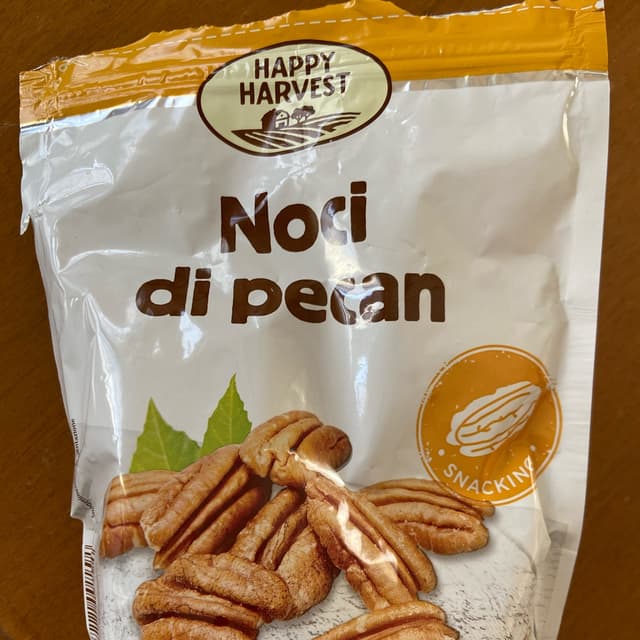 HAPPY
HARVEST
Noci
di pecan
SNACKING